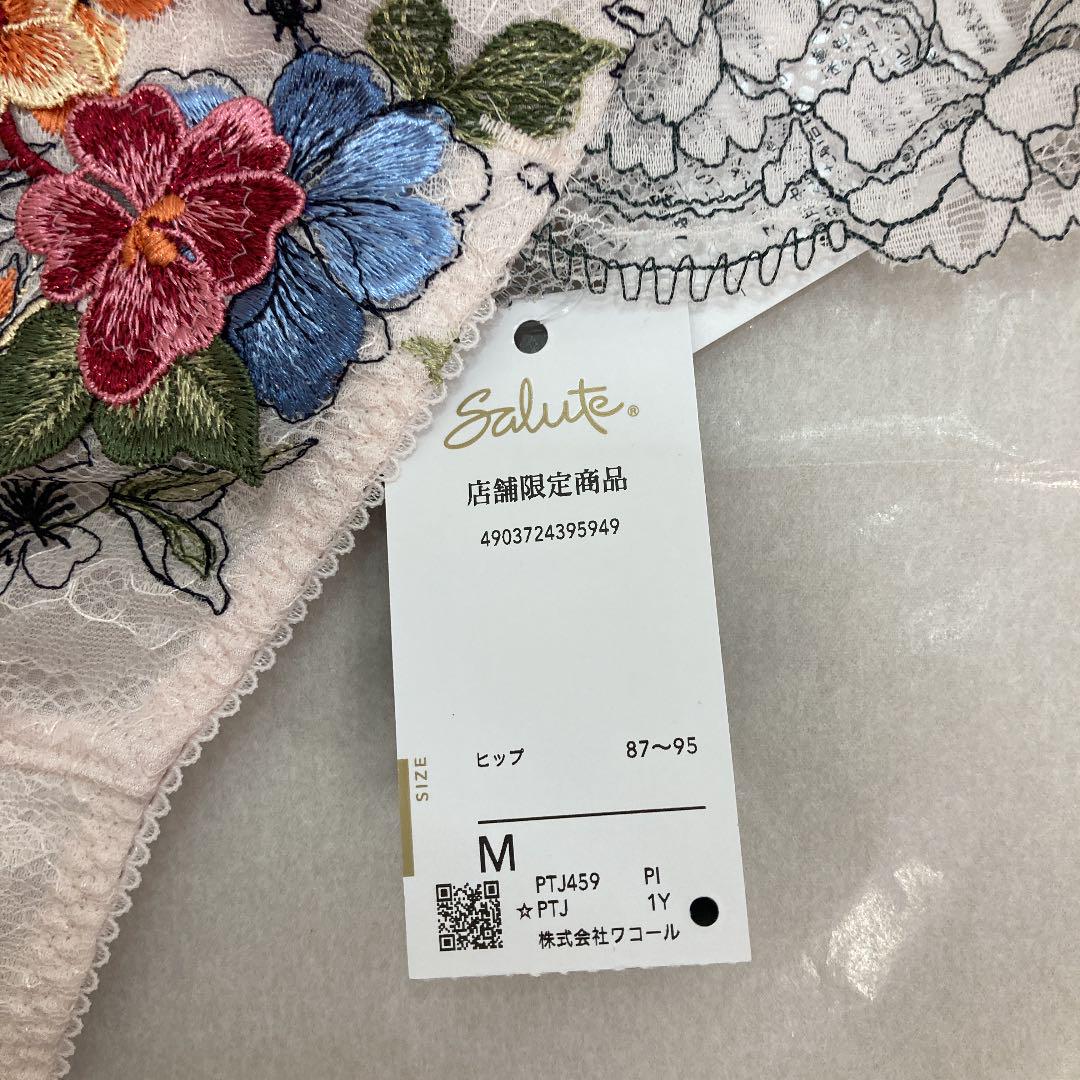 Salute®
店舗限定商品
4903724395949
ヒップ 87～95
SIZE
M
PTJ459 PI
☆PTJ 1Y
株式会社ワコール